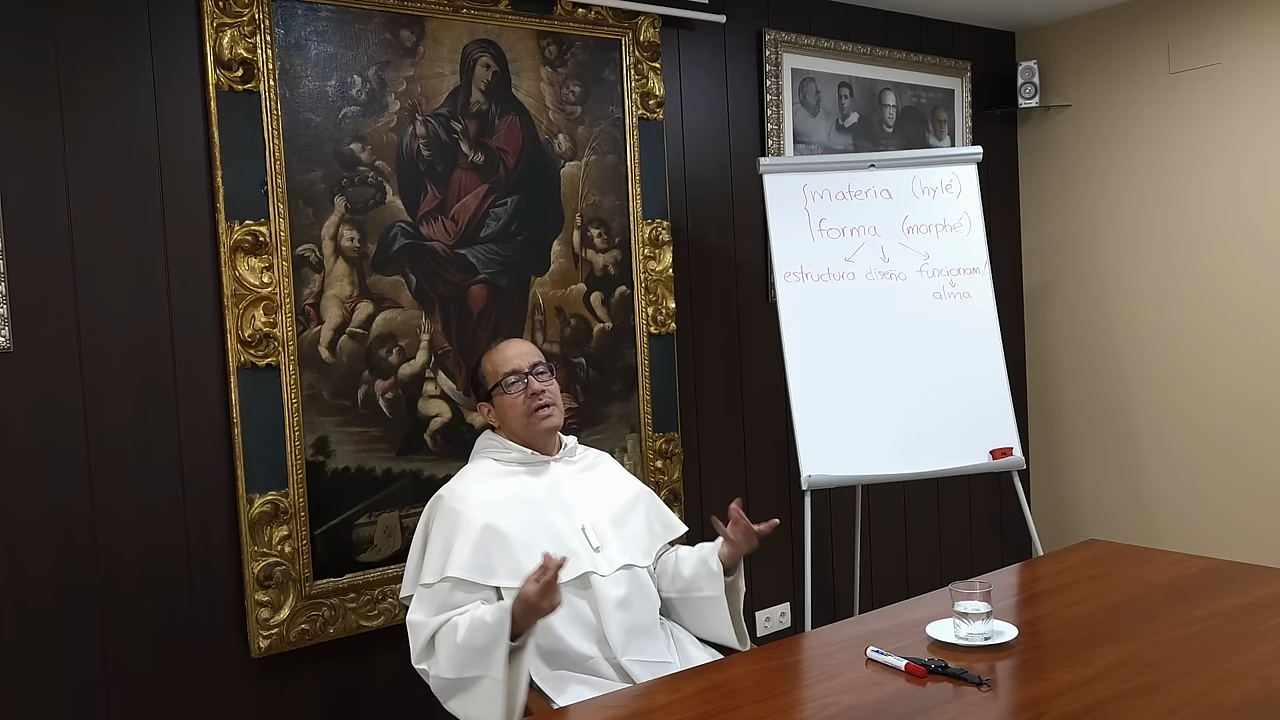 materia (hylé)
forma (morphé)
estructura diseño funcionam/
alma